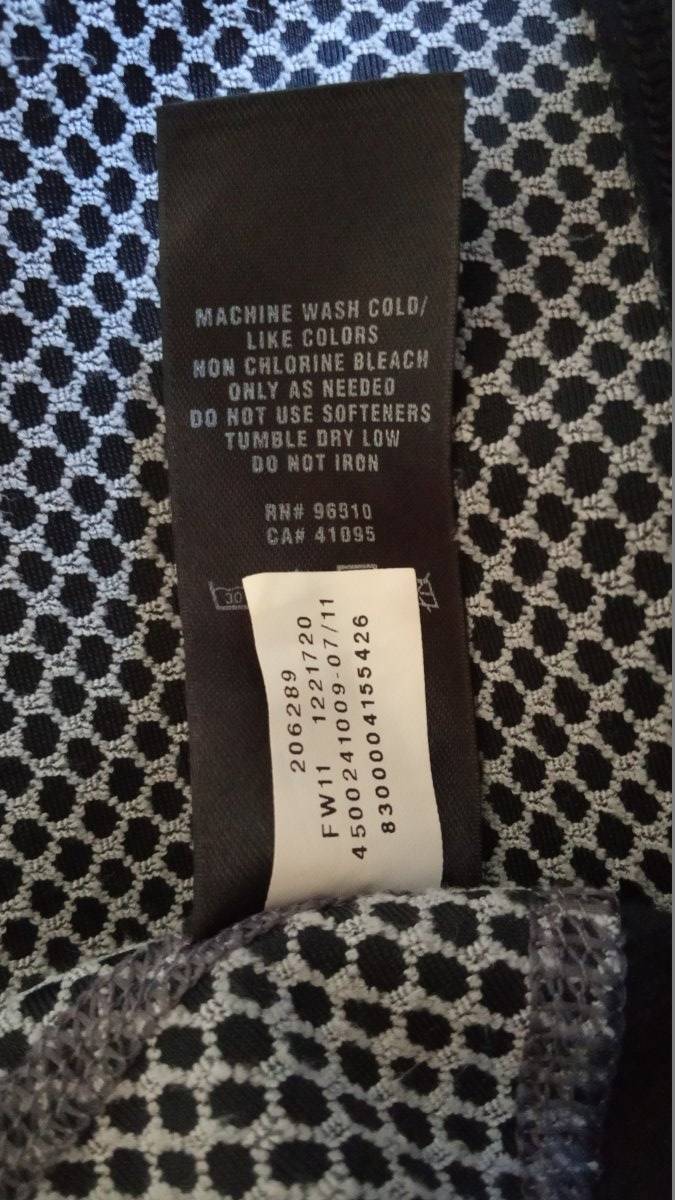 MACHINE WASH COLD/
LIKE COLORS
NON CHLORINE BLEACH
ONLY AS NEEDED
DO NOT USE SOFTENERS
TUMBLE DRY LOW
DO NOT IRON
RN# 96510
CA# 41095
30
206289
FW11 1221720
4500241009-07/11
8300004155426